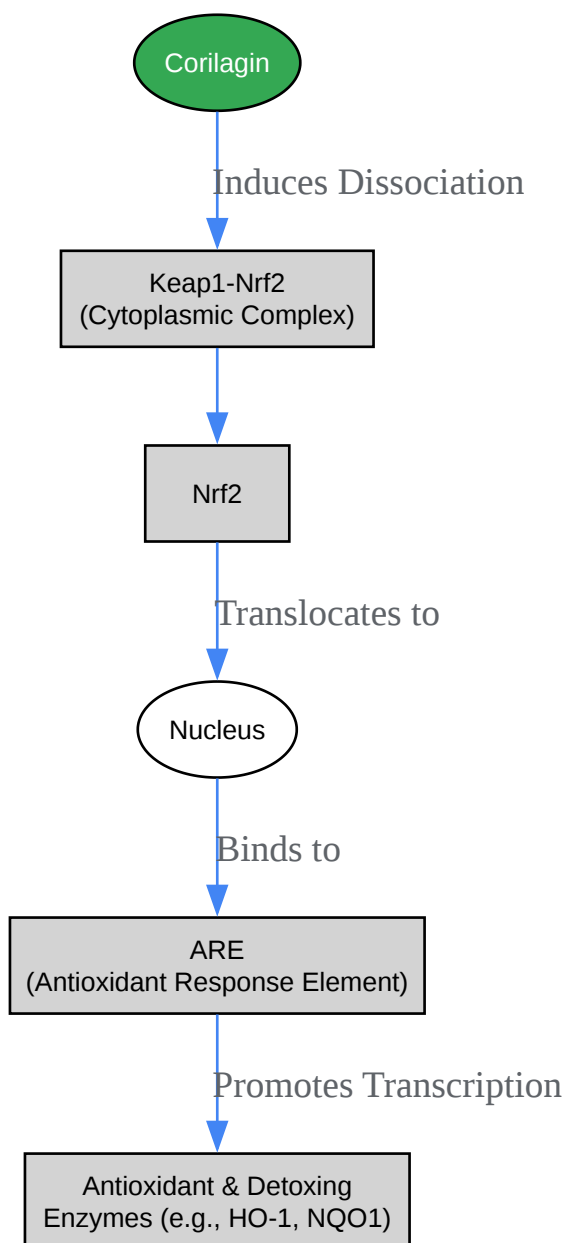 Corilagin
Induces Dissociation
Keap1-Nrf2
(Cytoplasmic Complex)
Nrf2
Translocates to
Nucleus
Binds to
ARE
(Antioxidant Response Element)
Promotes Transcription
Antioxidant & Detoxing
Enzymes (e.g., HO-1, NQO1)